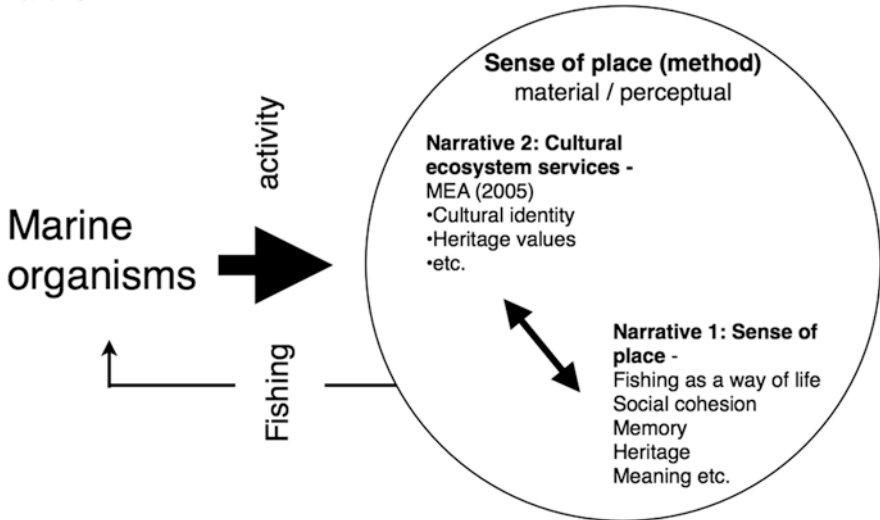 Marine
organisms
activity
Fishing
Sense of place (method)
material / perceptual
Narrative 2: Cultural
ecosystem services -
MEA (2005)
•Cultural identity
•Heritage values
•etc.
Narrative 1: Sense of
place -
Fishing as a way of life
Social cohesion
Memory
Heritage
Meaning etc.